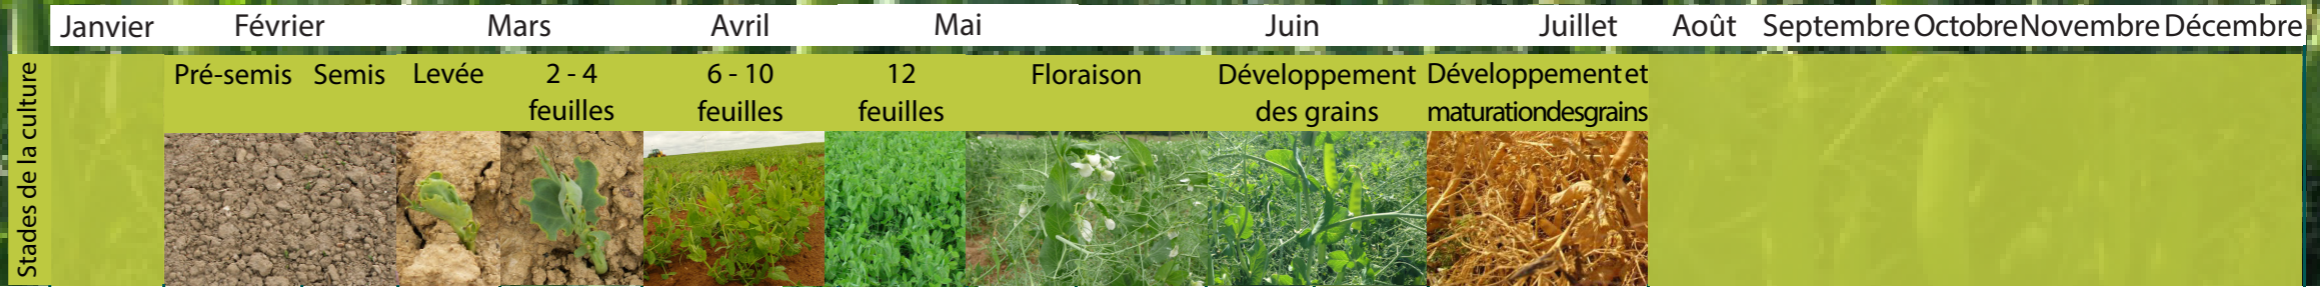 Janvier Février Mars Avril Mai Juin Juillet Août Septembre Octobre Novembre Décembre
Stades de la culture
Pré-semis Semis Levée 2 - 4 feuilles 6 - 10 feuilles 12 feuilles Floraison Développement des grains Développement et maturation des grains